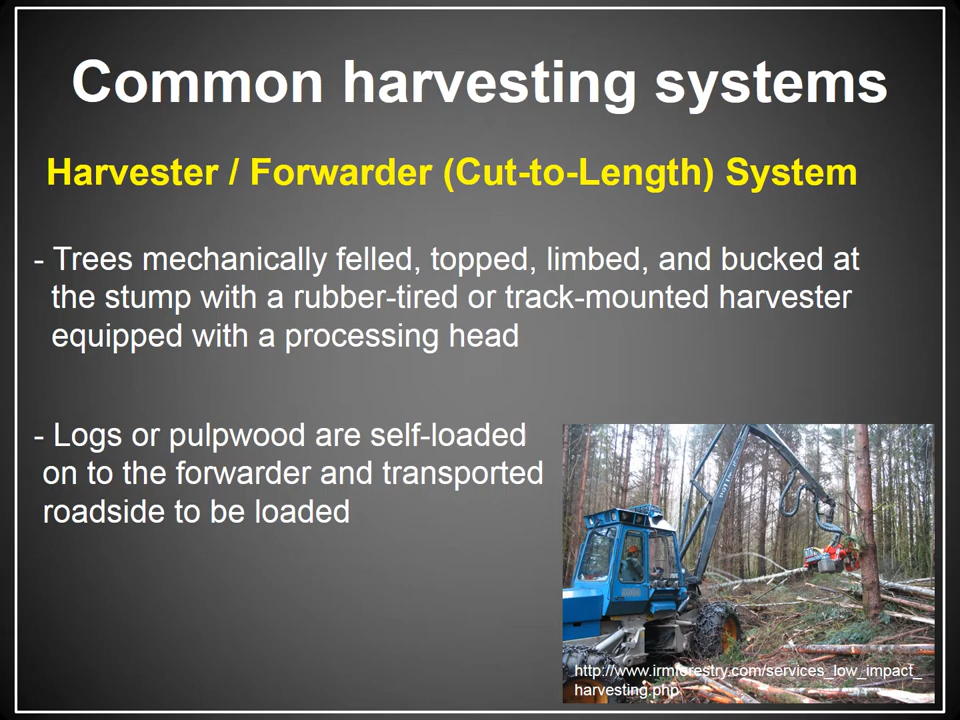 Common harvesting systems
Harvester / Forwarder (Cut-to-Length) System
- Trees mechanically felled, topped, limbed, and bucked at
the stump with a rubber-tired or track-mounted harvester
equipped with a processing head
- Logs or pulpwood are self-loaded
on to the forwarder and transported
roadside to be loaded
http://www.irmforestry.com/services_low_impact_
harvesting.php